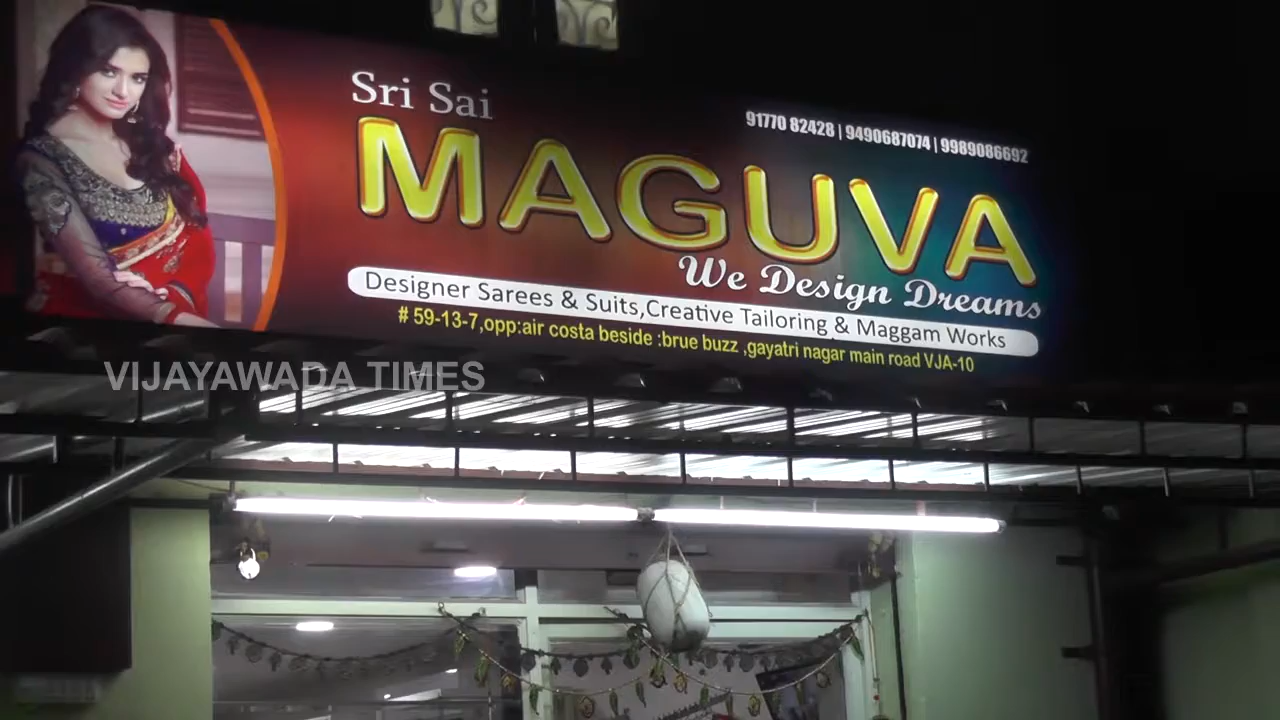 Sri Sai
91770 82428 | 9490687074 | 9989086692
MAGUVA
We Design Dreams
Designer Sarees & Suits,Creative Tailoring & Maggam Works
# 59-13-7,opp:air costa beside :brue buzz ,gayatri nagar main road VJA-10
VIJAYAWADA TIMES